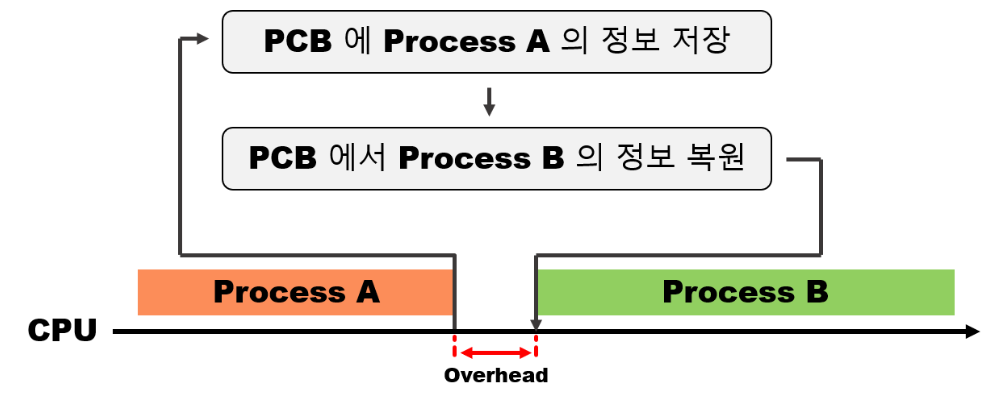 PCB 에 Process A 의 정보 저장
PCB 에서 Process B 의 정보 복원
Process A
Process B
CPU
Overhead